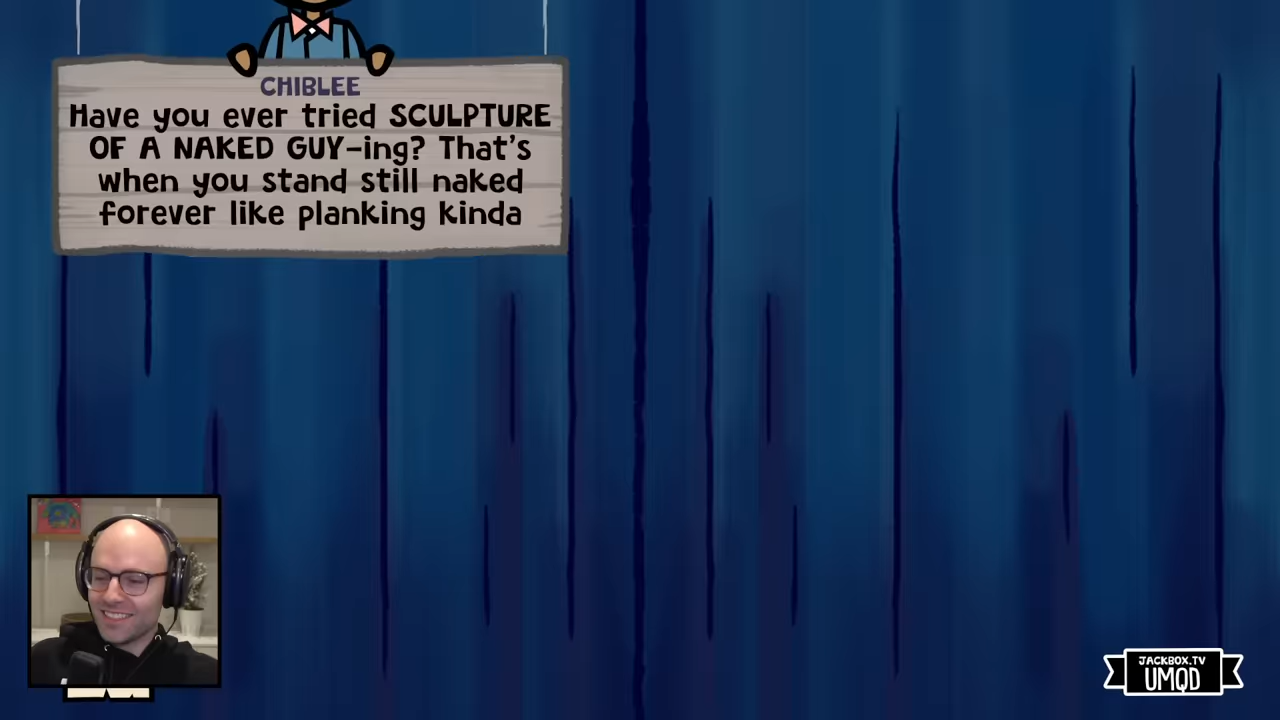 CHIBLEE
Have you ever tried SCULPTURE
OF A NAKED GUY-ing? That's
when you stand still naked
forever like planking kinda
JACKBOX.TV
UMQD